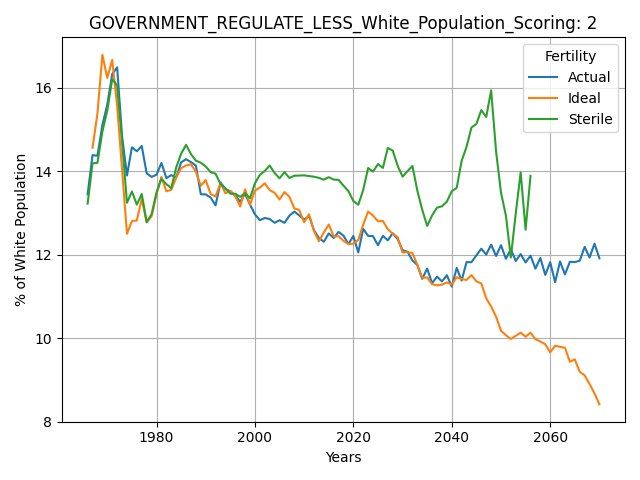 GOVERNMENT_REGULATE_LESS_White_Population_Scoring: 2
Fertility
Actual
Ideal
Sterile
% of White Population
16
14
12
10
8
1980
2000
2020
2040
2060
Years